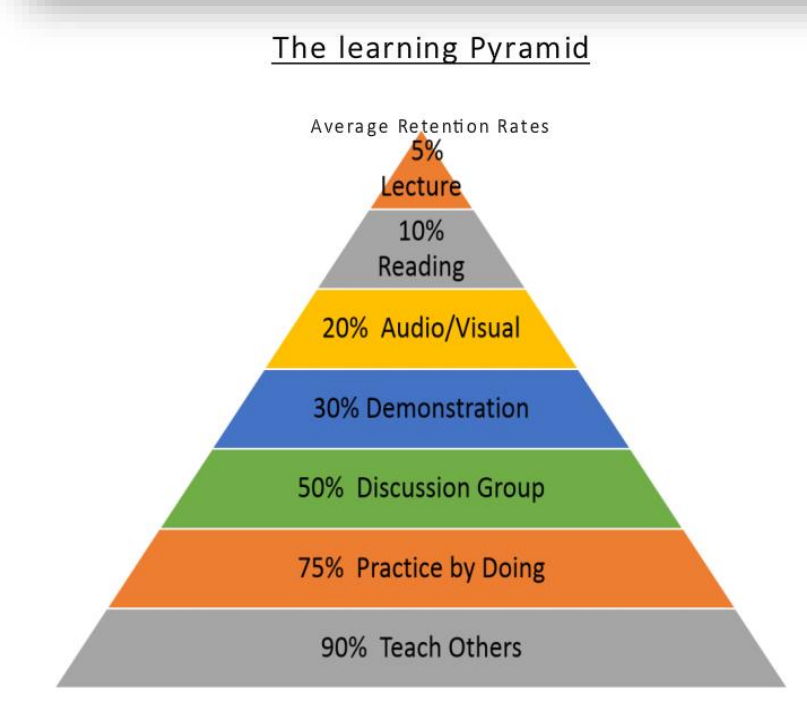 The learning Pyramid
Average Retention Rates
5%
Lecture
10%
Reading
20% Audio/Visual
30% Demonstration
50% Discussion Group
75% Practice by Doing
90% Teach Others